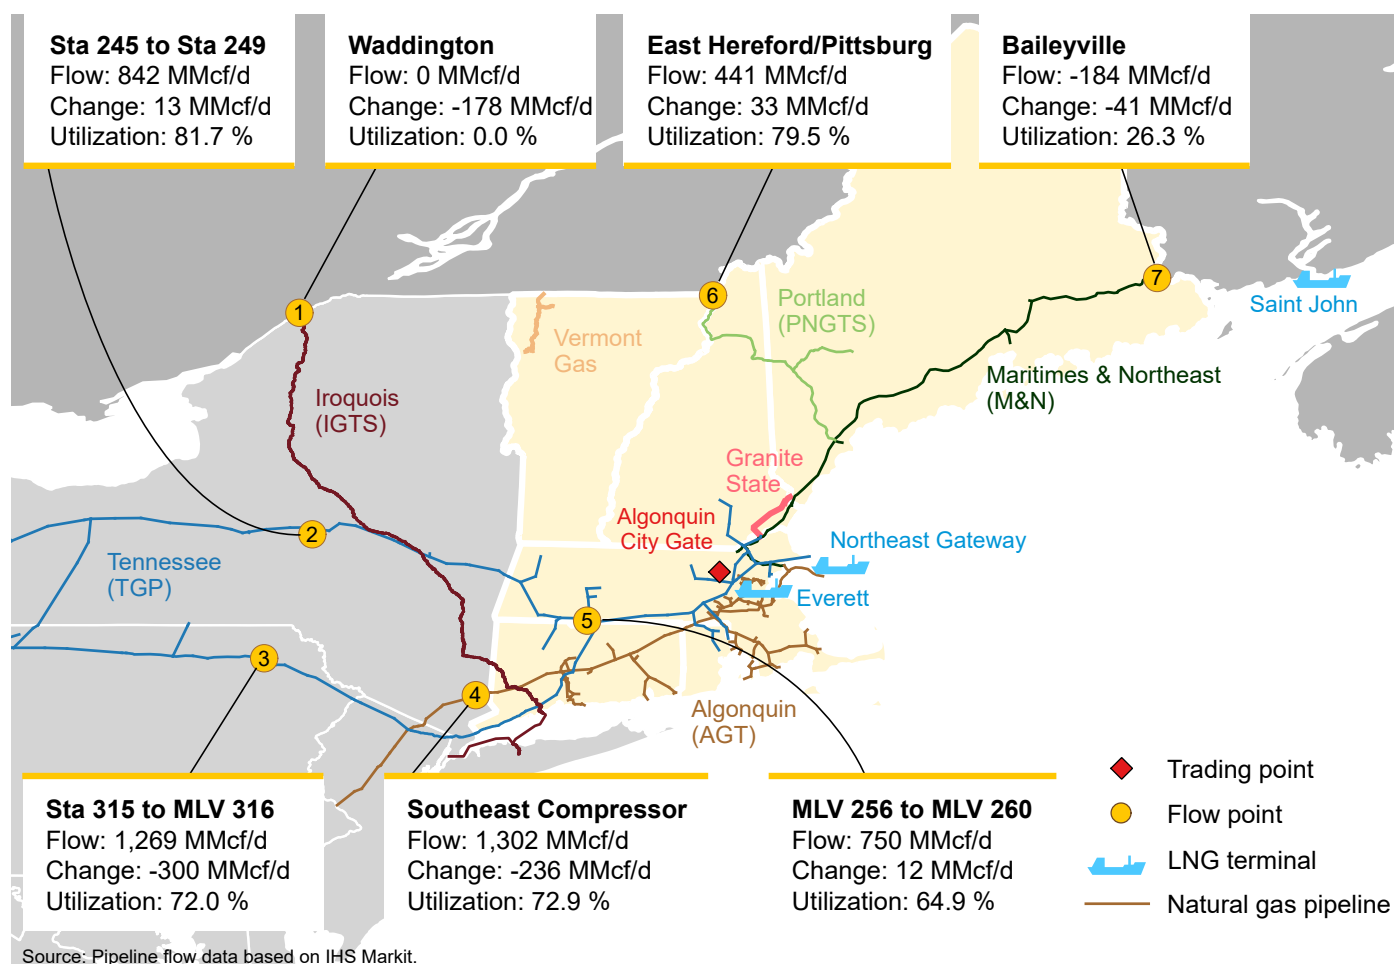 Sta 245 to Sta 249
Flow: 842 MMcf/d
Change: 13 MMcf/d
Utilization: 81.7 %
Waddington
Flow: 0 MMcf/d
Change: -178 MMcf/d
Utilization: 0.0 %
East Hereford/Pittsburg
Flow: 441 MMcf/d
Change: 33 MMcf/d
Utilization: 79.5 %
Baileyville
Flow: -184 MMcf/d
Change: -41 MMcf/d
Utilization: 26.3 %
7
6
1
Saint John
Portland
(PNGTS)
Vermont
Gas
Maritimes & Northeast
(M&N)
Iroquois
(IGTS)
Granite
State
Algonquin
City Gate
2
Northeast Gateway
Tennessee
(TGP)
Everett
5
3
4
Algonquin
(AGT)
Sta 315 to MLV 316
Flow: 1,269 MMcf/d
Change: -300 MMcf/d
Utilization: 72.0 %
Southeast Compressor
Flow: 1,302 MMcf/d
Change: -236 MMcf/d
Utilization: 72.9 %
MLV 256 to MLV 260
Flow: 750 MMcf/d
Change: 12 MMcf/d
Utilization: 64.9 %
Trading point
Flow point
LNG terminal
Natural gas pipeline
Source: Pipeline flow data based on IHS Markit.